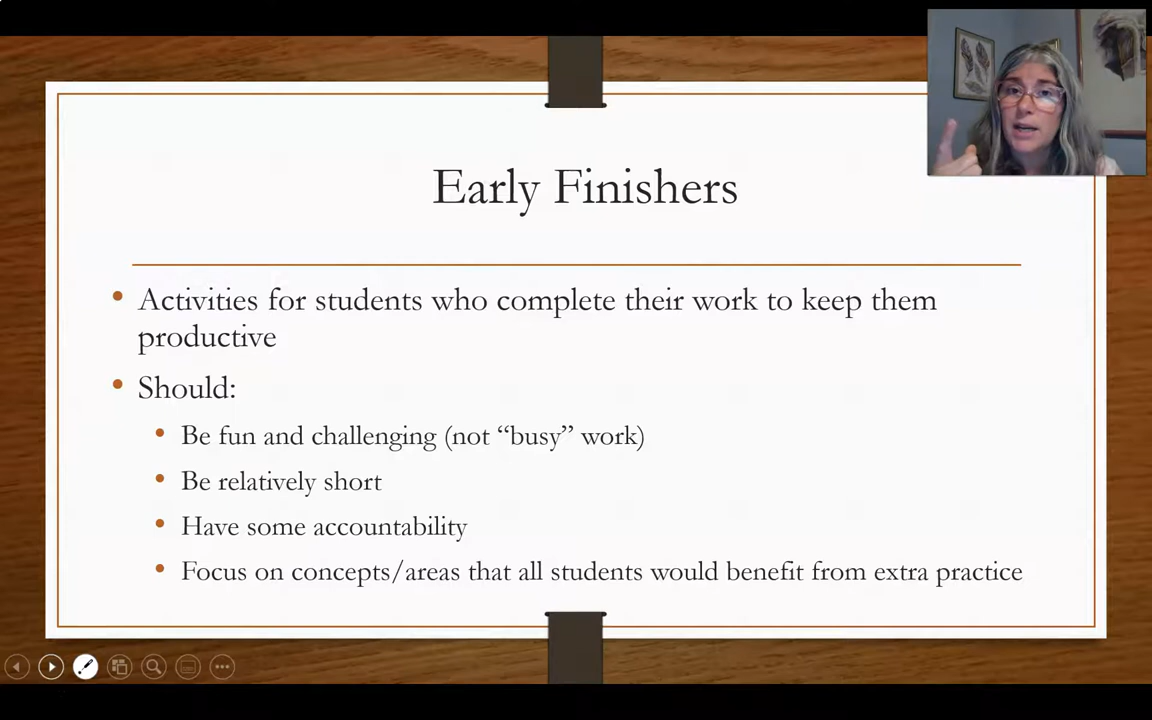 Early Finishers
• Activities for students who complete their work to keep them
productive
• Should:
• Be fun and challenging (not “busy” work)
• Be relatively short
• Have some accountability
• Focus on concepts/areas that all students would benefit from extra practice